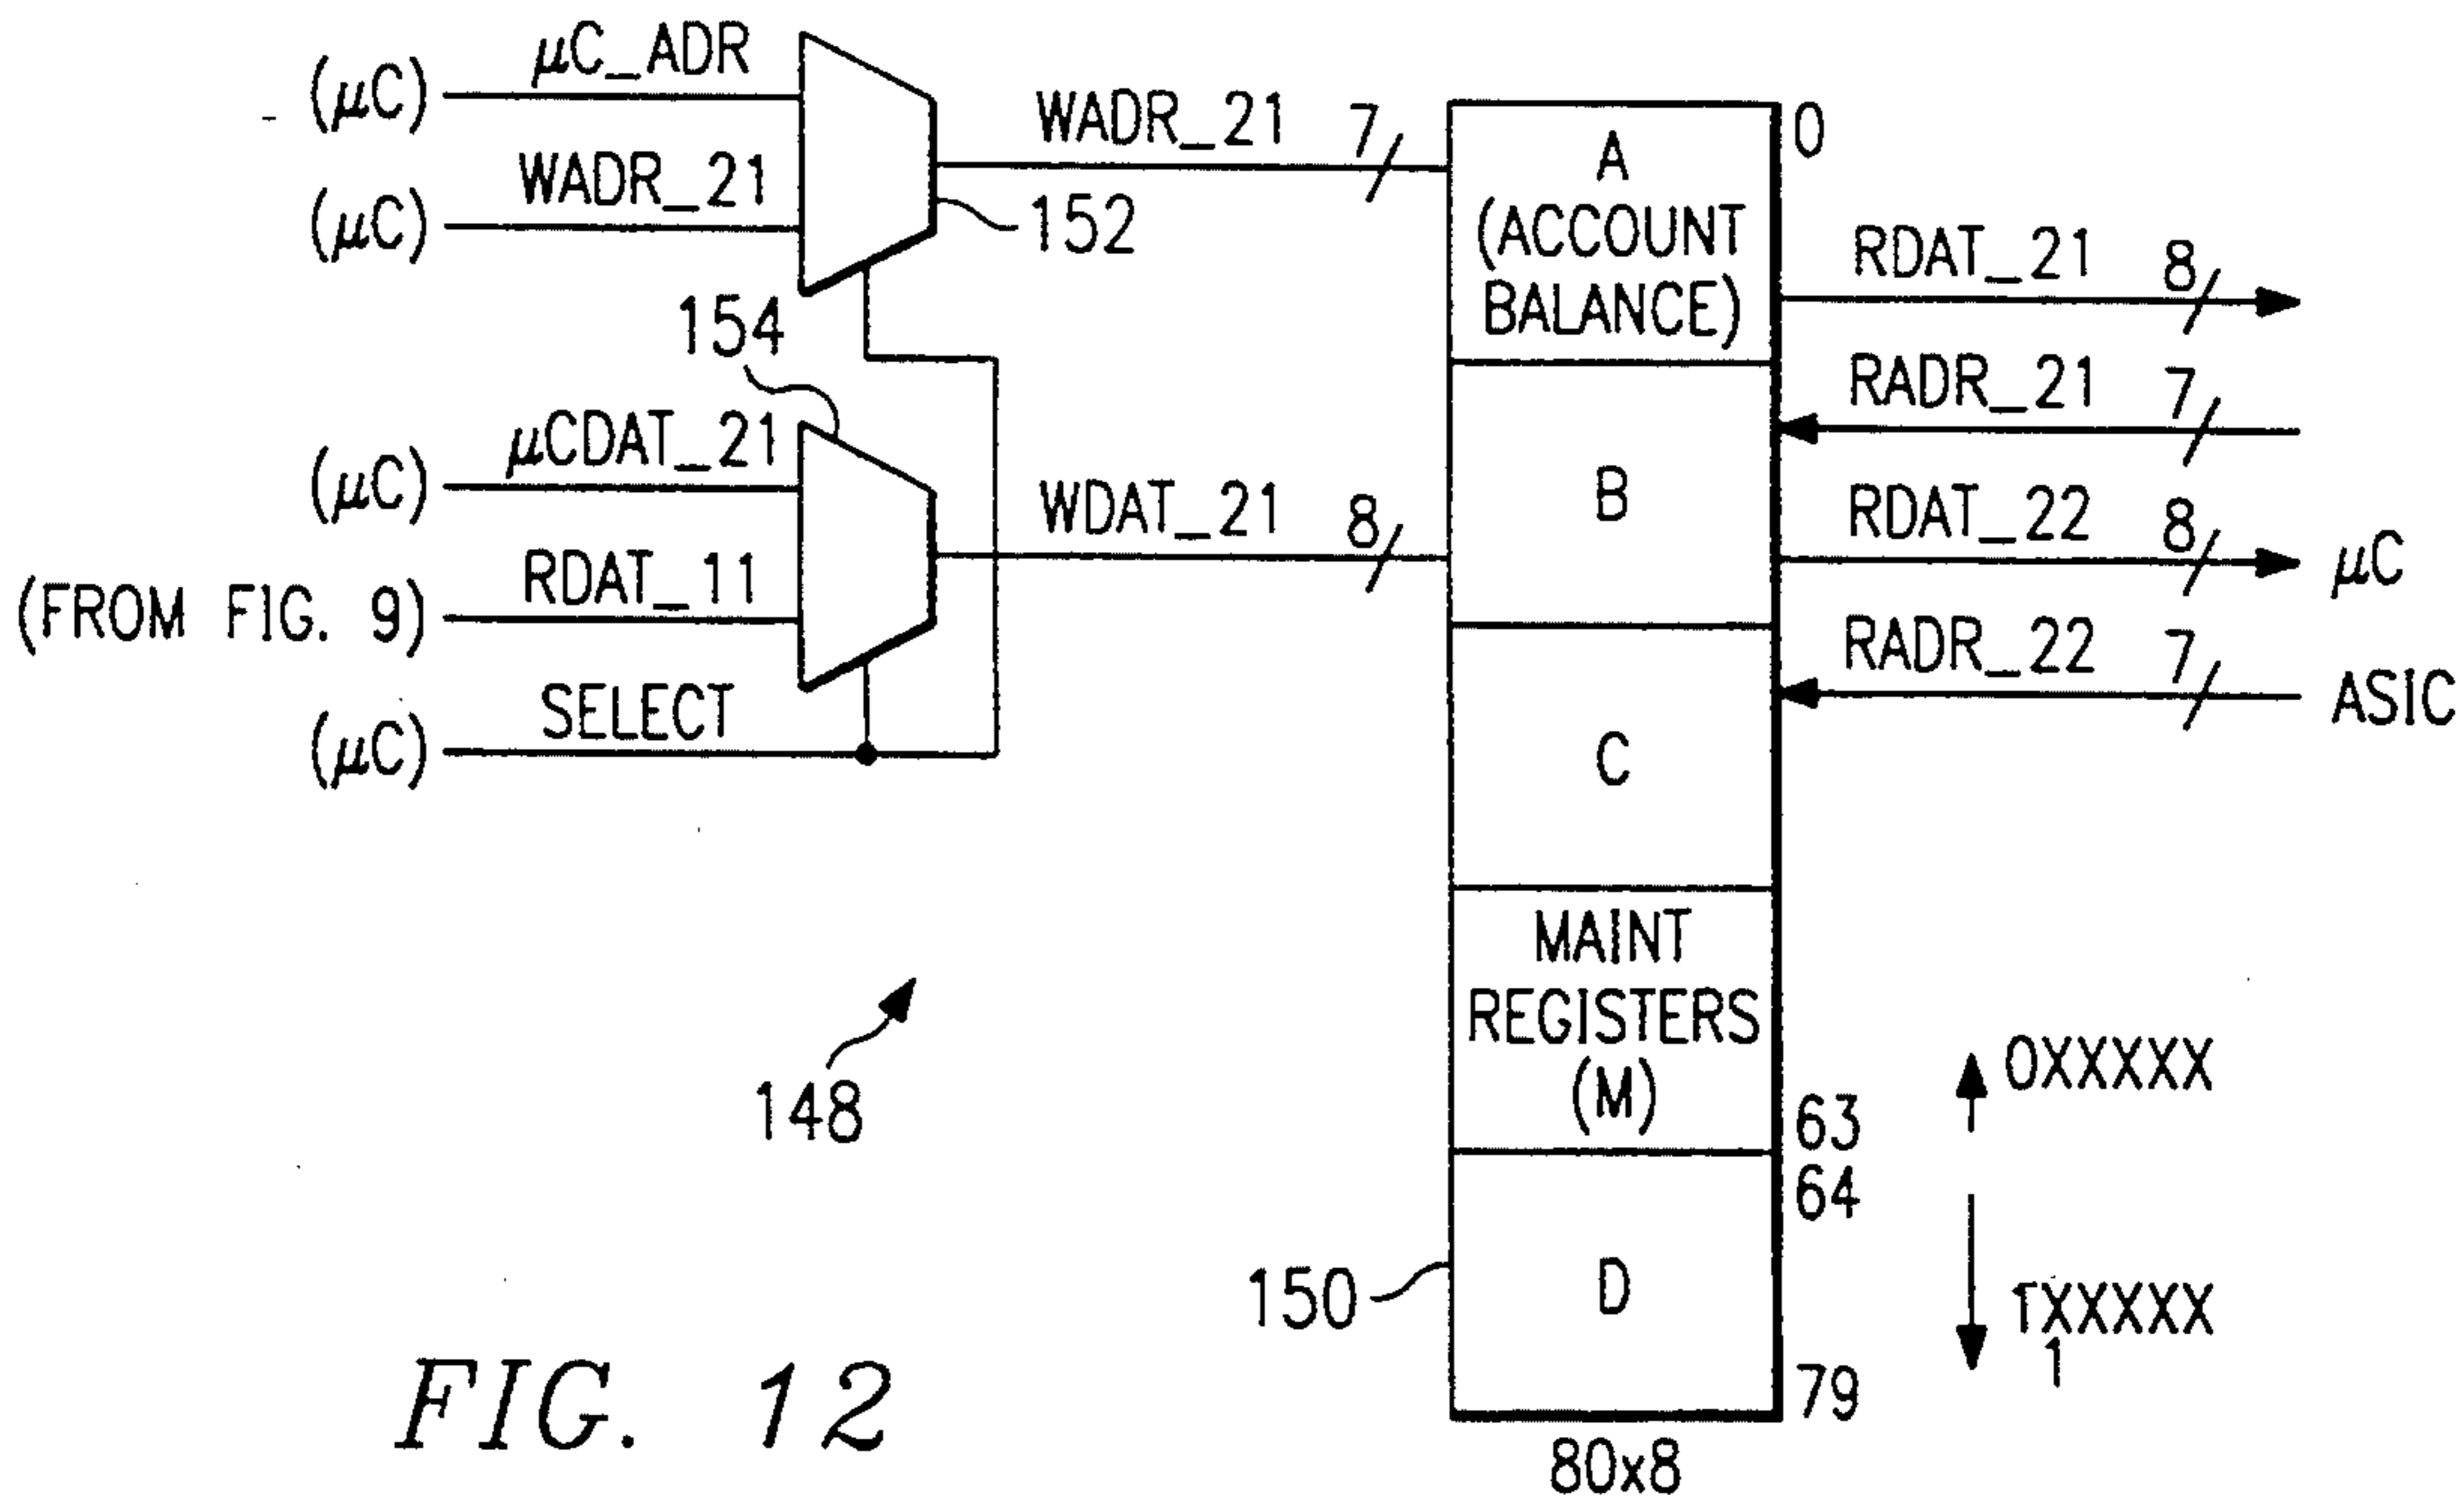 (μC) μC_ADR
(μC) WADR_21
WADR_21 7
152
154
(μC) μCDAT_21
(FROM FIG. 9) RDAT_11
(μC) SELECT
WDAT_21 8
A
(ACCOUNT
BALANCE)
B
C
MAINT
REGISTERS
(M)
D
80x8
0
63
64
79
RDAT_21 8
RADR_21 7
RDAT_22 8 μC
RADR_22 7 ASIC
0XXXXX
1XXXXX
1
148
150
FIG. 12